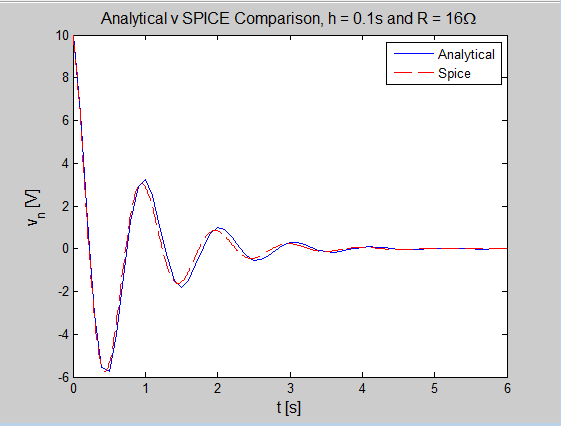 Analytical v SPICE Comparison, h = 0.1s and R = 16Ω
Analytical
Spice
10
8
6
4
2
0
-2
-4
-6
vn [V]
0 1 2 3 4 5 6
t [s]